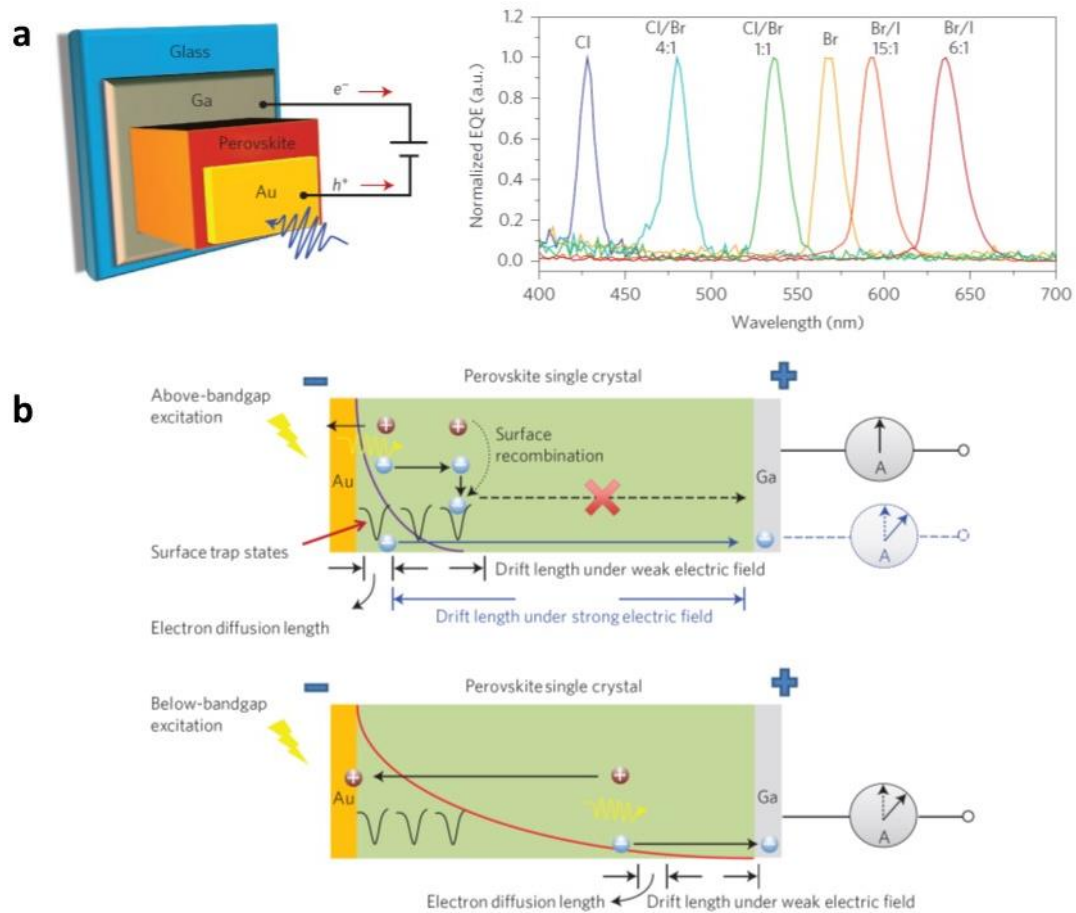 a
Glass
Ga
Perovskite
Au
e⁻
h⁺
Normalized EQE (a.u.)
1.2
1.0
0.8
0.6
0.4
0.2
0.0
Cl
Cl/Br
4:1
Cl/Br
1:1
Br
Br/I
15:1
Br/I
6:1
400
450
500
550
600
650
700
Wavelength (nm)
b
Above-bandgap
excitation
Perovskite single crystal
Surface
recombination
Au
Ga
A
A
Surface trap states
Drift length under weak electric field
Drift length under strong electric field
Electron diffusion length
Perovskite single crystal
Below-bandgap
excitation
Au
Ga
A
Electron diffusion length
Drift length under weak electric field